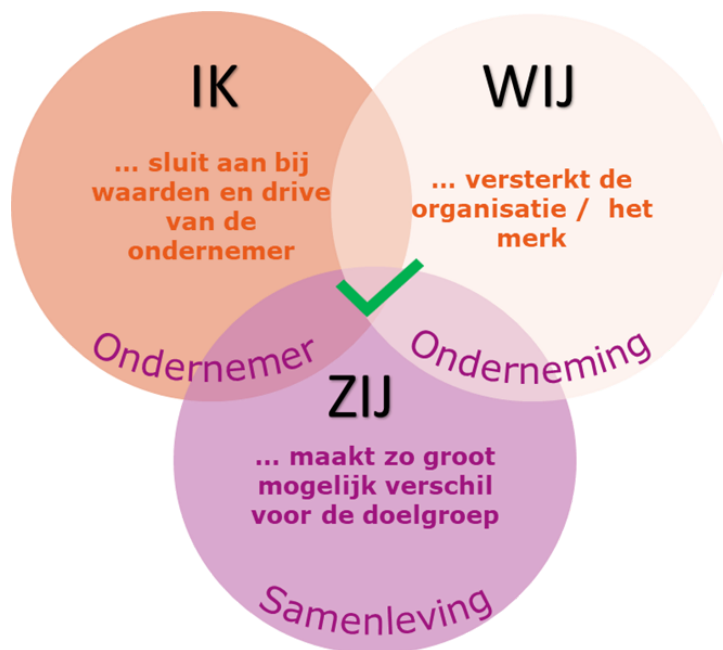 IK
... sluit aan bij
waarden en drive
van de
ondernemer
Ondernemer
WIJ
... versterkt de
organisatie / het
merk
Onderneming
ZIJ
... maakt zo groot
mogelijk verschil
voor de doelgroep
Samenleving